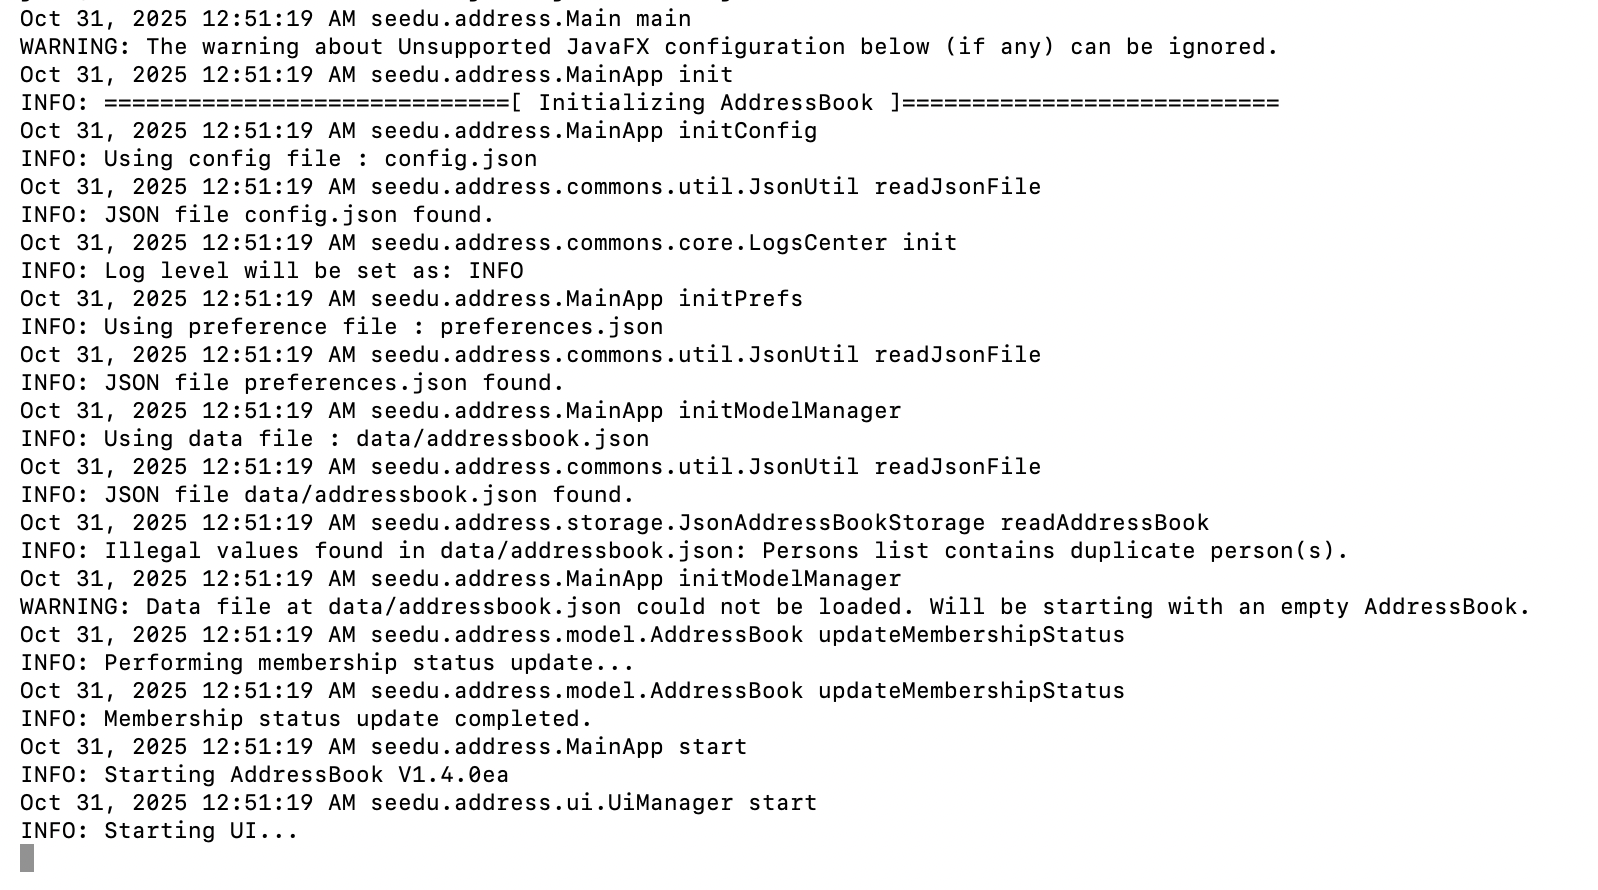 Oct 31, 2025 12:51:19 AM seedu.address.Main main
WARNING: The warning about Unsupported JavaFX configuration below (if any) can be ignored.
Oct 31, 2025 12:51:19 AM seedu.address.MainApp init
INFO: =============================[ Initializing AddressBook ]===========================
Oct 31, 2025 12:51:19 AM seedu.address.MainApp initConfig
INFO: Using config file : config.json
Oct 31, 2025 12:51:19 AM seedu.address.commons.util.JsonUtil readJsonFile
INFO: JSON file config.json found.
Oct 31, 2025 12:51:19 AM seedu.address.commons.core.LogsCenter init
INFO: Log level will be set as: INFO
Oct 31, 2025 12:51:19 AM seedu.address.MainApp initPrefs
INFO: Using preference file : preferences.json
Oct 31, 2025 12:51:19 AM seedu.address.commons.util.JsonUtil readJsonFile
INFO: JSON file preferences.json found.
Oct 31, 2025 12:51:19 AM seedu.address.MainApp initModelManager
INFO: Using data file : data/addressbook.json
Oct 31, 2025 12:51:19 AM seedu.address.commons.util.JsonUtil readJsonFile
INFO: JSON file data/addressbook.json found.
Oct 31, 2025 12:51:19 AM seedu.address.storage.JsonAddressBookStorage readAddressBook
INFO: Illegal values found in data/addressbook.json: Persons list contains duplicate person(s).
Oct 31, 2025 12:51:19 AM seedu.address.MainApp initModelManager
WARNING: Data file at data/addressbook.json could not be loaded. Will be starting with an empty AddressBook.
Oct 31, 2025 12:51:19 AM seedu.address.model.AddressBook updateMembershipStatus
INFO: Performing membership status update...
Oct 31, 2025 12:51:19 AM seedu.address.model.AddressBook updateMembershipStatus
INFO: Membership status update completed.
Oct 31, 2025 12:51:19 AM seedu.address.MainApp start
INFO: Starting AddressBook V1.4.0ea
Oct 31, 2025 12:51:19 AM seedu.address.ui.UiManager start
INFO: Starting UI...